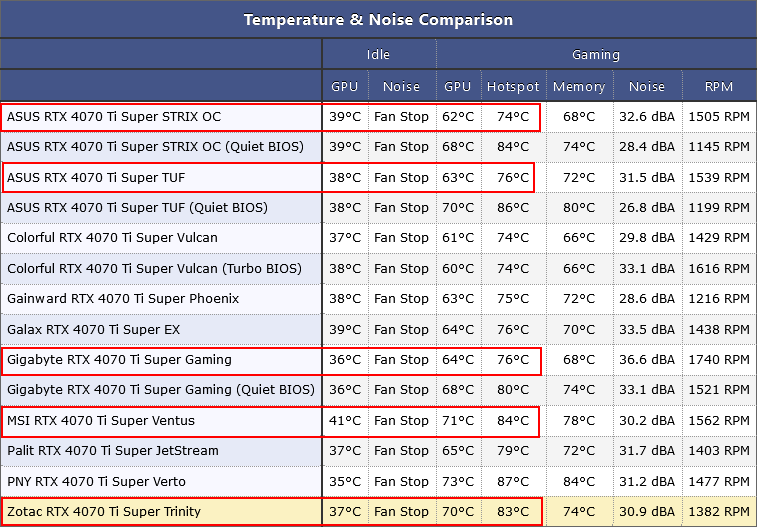 Temperature & Noise Comparison
Idle Gaming
GPU Noise GPU Hotspot Memory Noise RPM
ASUS RTX 4070 Ti Super STRIX OC 39°C Fan Stop 62°C 74°C 68°C 32.6 dBA 1505 RPM
ASUS RTX 4070 Ti Super STRIX OC (Quiet BIOS) 39°C Fan Stop 68°C 84°C 74°C 28.4 dBA 1145 RPM
ASUS RTX 4070 Ti Super TUF 38°C Fan Stop 63°C 76°C 72°C 31.5 dBA 1539 RPM
ASUS RTX 4070 Ti Super TUF (Quiet BIOS) 38°C Fan Stop 70°C 86°C 80°C 26.8 dBA 1199 RPM
Colorful RTX 4070 Ti Super Vulcan 37°C Fan Stop 61°C 74°C 66°C 29.8 dBA 1429 RPM
Colorful RTX 4070 Ti Super Vulcan (Turbo BIOS) 38°C Fan Stop 60°C 74°C 66°C 33.1 dBA 1616 RPM
Gainward RTX 4070 Ti Super Phoenix 38°C Fan Stop 63°C 75°C 72°C 28.6 dBA 1216 RPM
Galax RTX 4070 Ti Super EX 39°C Fan Stop 64°C 76°C 70°C 33.5 dBA 1438 RPM
Gigabyte RTX 4070 Ti Super Gaming 36°C Fan Stop 64°C 76°C 68°C 36.6 dBA 1740 RPM
Gigabyte RTX 4070 Ti Super Gaming (Quiet BIOS) 36°C Fan Stop 68°C 80°C 74°C 33.1 dBA 1521 RPM
MSI RTX 4070 Ti Super Ventus 41°C Fan Stop 71°C 84°C 78°C 30.2 dBA 1562 RPM
Palit RTX 4070 Ti Super JetStream 37°C Fan Stop 65°C 79°C 72°C 31.7 dBA 1403 RPM
PNY RTX 4070 Ti Super Verto 35°C Fan Stop 73°C 87°C 84°C 31.2 dBA 1477 RPM
Zotac RTX 4070 Ti Super Trinity 37°C Fan Stop 70°C 83°C 74°C 30.9 dBA 1382 RPM